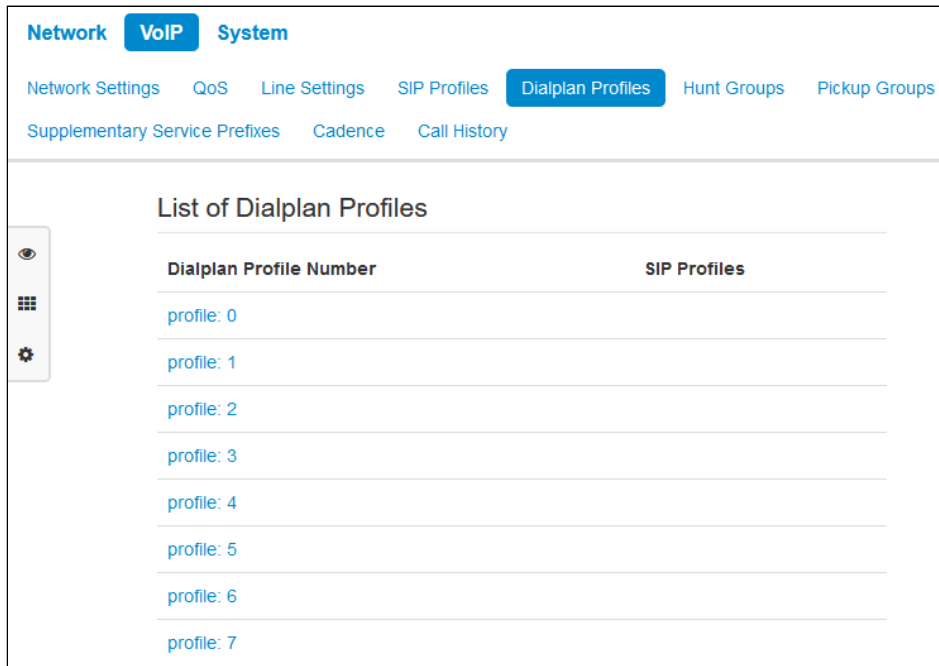 Network VoIP System
Network Settings QoS Line Settings SIP Profiles Dialplan Profiles Hunt Groups Pickup Groups
Supplementary Service Prefixes Cadence Call History
List of Dialplan Profiles
Dialplan Profile Number SIP Profiles
profile: 0
profile: 1
profile: 2
profile: 3
profile: 4
profile: 5
profile: 6
profile: 7